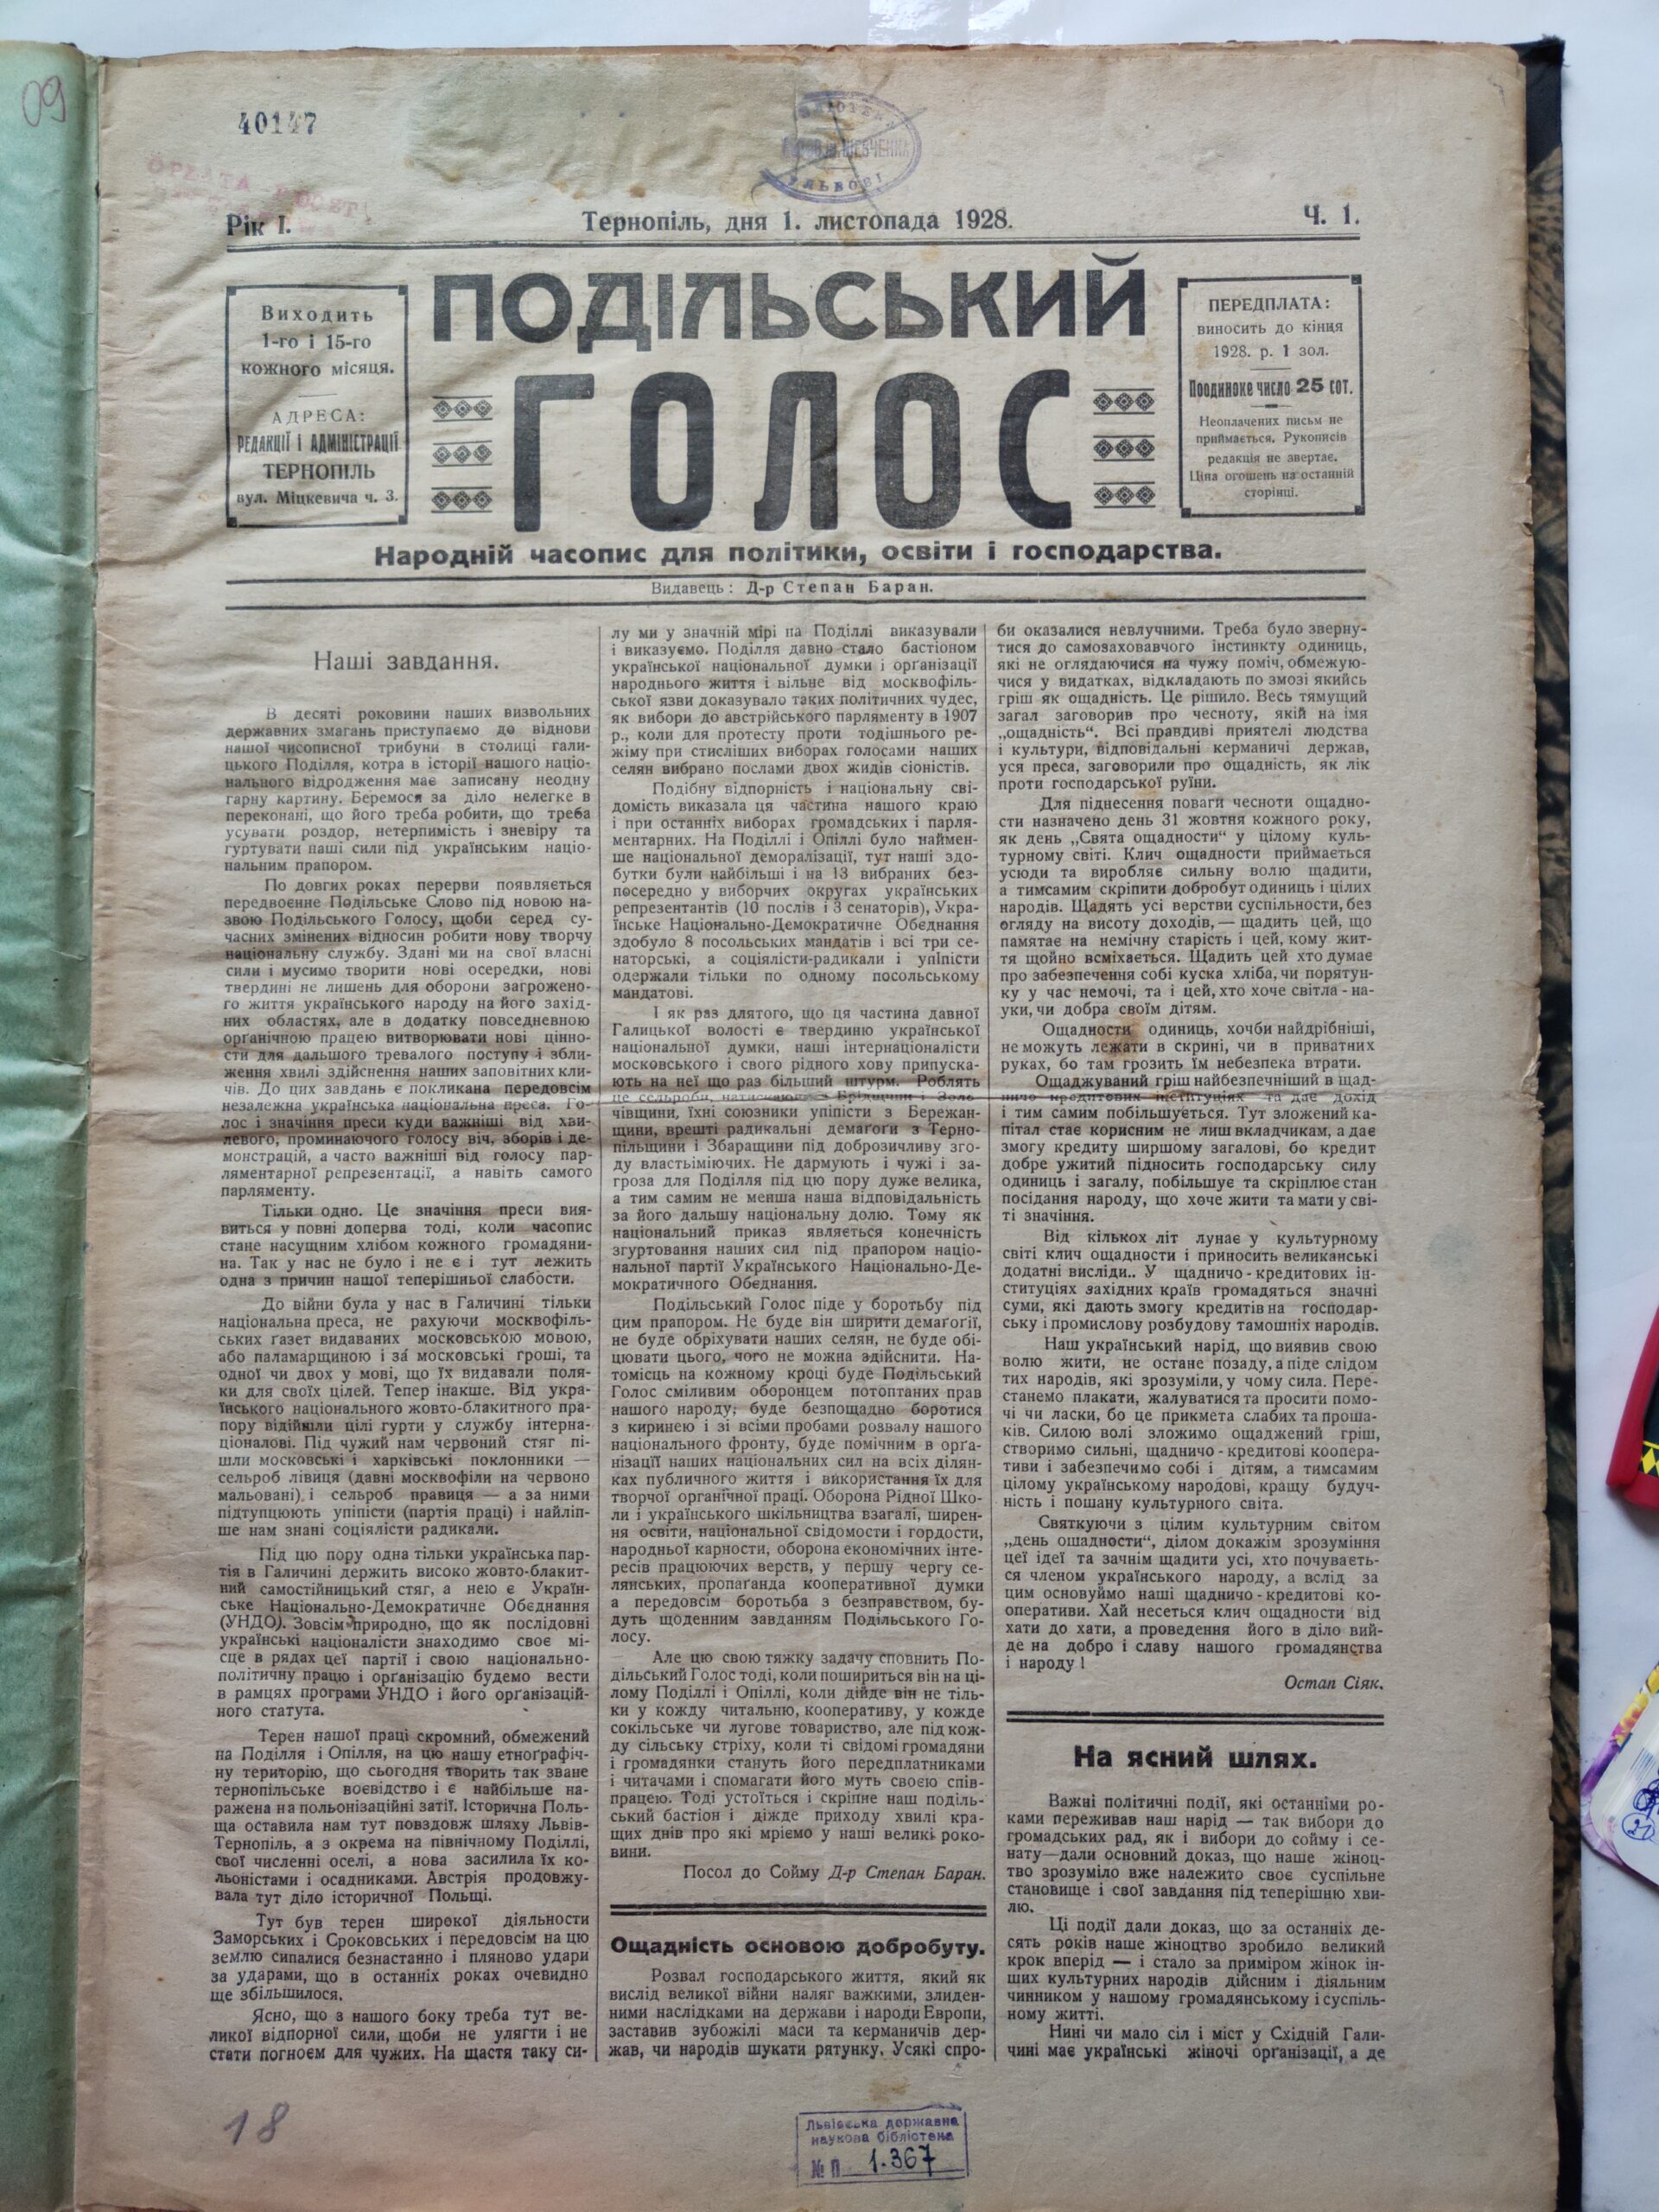 09
40147
ОПЛАТА
БІБЛІОТЕКА
ШЕВЧЕНКА
У ЛЬВОВІ
Рік І.
Тернопіль, дня 1. листопада 1928.
Ч. 1.
Виходить
1-го і 15-го
кожного місяця.
АДРЕСА:
РЕДАКЦІЇ І АДМІНІСТРАЦІЇ
ТЕРНОПІЛЬ
вул. Міцкевича ч. 3.
ПОДІЛЬСЬКИЙ
ГОЛОС
ПЕРЕДПЛАТА:
виносить до кінця
1928. р. 1 зол.
Поодиноке число 25 сот.
Неоплачених письм не
приймається. Рукописів
редакція не звертає.
Ціна оголошень на останній
сторінці.
Народній часопис для політики, освіти і господарства.
Видавець: Д-р Степан Баран.
Наші завдання.
В десяті роковини наших визвольних
державних змагань приступаємо до віднови
нашої чисописної трибуни в столиці гали-
цького Поділля, котра в історії нашого націо-
нального відродження має записану неодну
гарну картину. Беремося за діло нелегке в
переконані, що його треба робити, що треба
усувати роздор, нетерпимість і зневіру та
гуртувати наші сили під українським націо-
нальним прапором.
По довгих роках перерви появляється
передвоєнне Подільське Слово під новою на-
звою Подільського Голосу, щоби серед су-
часних змінених відносин робити нову творчу
національну службу. Здані ми на свої власні
сили і мусимо творити нові осередки, нові
твердині не лишень для оборони загрожено-
го життя українського народу на його захід-
них областях, але в додатку повседневною
органічною працею витворювати нові цінно-
сти для дальшого тревалого поступу і збли-
ження хвилі здійснення наших заповітних кли-
чів. До цих завдань є покликана передовсім
незалежна українська національна преса. Го-
лос і значіння преси куди важніші від хви-
левого, проминаючого голосу віч, зборів і де-
монстрацій, а часто важніші від голосу пар-
ляментарної репрезентації, а навіть самого
парляменту.
Тільки одно. Це значіння преси вия-
виться у повні доперва тоді, коли часопис
стане насущним хлібом кожного громадяни-
на. Так у нас не було і не є і тут лежить
одна з причин нашої теперішньої слабости.
До війни була у нас в Галичині тільки
національна преса, не рахуючи москвофіль-
ських газет видаваних московською мовою,
або паламарщиною і за московські гроші, та
одної чи двох у мові, що їх видавали поля-
ки для своїх цілей. Тепер інакше. Від укра-
їнського національного жовто-блакитного пра-
пору відійшли цілі гурти у службу інтерна-
ціоналові. Під чужий нам червоний стяг пі-
шли московські і харківські поклонники —
сельроб лівиця (давні москвофіли на червоно
мальовані) і сельроб правиця — а за ними
підтупцюють упіписти (партія праці) і найліп-
ше нам знані соціялісти радикали.
Під цю пору одна тільки українська пар-
тія в Галичині держить високо жовто-блакит-
ний самостійницький стяг, а нею є Україн-
ське Національно-Демократичне Обєднання
(УНДО). Зовсім природно, що як послідовні
українські націоналісти знаходимо своє мі-
сце в рядах цеї партії і свою національно-
політичну працю і організацію будемо вести
в рамцях програми УНДО і його організацій-
ного статута.
Терен нашої праці скромний, обмежений
на Поділля і Опілля, на цю нашу етноґрафіч-
ну територію, що сьогодня творить так зване
тернопільське воєвідство і є найбільше на-
ражена на польонізаційні затії. Історична Поль-
ща оставила нам тут повздовж шляху Львів-
Тернопіль, а з окрема на північному Поділлі,
свої численні оселі, а нова засилила їх ко-
льоністами і осадниками. Австрія продовжу-
вала тут діло історичної Польщі.
Тут був терен широкої діяльности
Заморських і Сроковських і передовсім на цю
землю сипалися безнастанно і пляново удари
за ударами, що в останніх роках очевидно
ще збільшилося.
Ясно, що з нашого боку треба тут ве-
ликої відпорної сили, щоби не улягти і не
стати погноєм для чужих. На щастя таку си-
лу ми у значній мірі на Поділлі виказували
і виказуємо. Поділля давно стало бастіоном
української національної думки і організації
народнього життя і вільне від москвофіль-
ської язви доказувало таких політичних чудес,
як вибори до австрійського парляменту в 1907
р., коли для протесту проти тодішнього ре-
жіму при стисліших виборах голосами наших
селян вибрано послами двох жидів сіоністів.
Подібну відпорність і національну сві-
домість виказала ця частина нашого краю
і при останніх виборах громадських і парля-
ментарних. На Поділлі і Опіллі було наймен-
ше національної деморалізації, тут наші здо-
бутки були найбільші і на 13 вибраних без-
посередно у виборчих округах українських
репрезентантів (10 послів і 3 сенаторів), Укра-
їнське Національно-Демократичне Обєднання
здобуло 8 посольських мандатів і всі три се-
наторські, а соціялісти-радикали і упіписти
одержали тільки по одному посольському
мандатові.
І як раз длятого, що ця частина давної
Галицької волості є твердинею української
національної думки, наші інтернаціоналісти
московського і свого рідного хову припуска-
ють на неї що раз більший штурм. Роблять
це сельроби, натискаючи з Брідщини і Золо-
чівщини, їхні союзники упіписти з Бережан-
щини, врешті радикальні демаґоґи з Терно-
пільщини і Збаращини під доброзичливу зго-
ду властьіміючих. Не дармують і чужі і за-
гроза для Поділля під цю пору дуже велика,
а тим самим не менша наша відповідальність
за його дальшу національну долю. Тому як
національний приказ являється конечність
згуртовання наших сил під прапором націо-
нальної партії Українського Національно-Де-
мократичного Обєднання.
Подільський Голос піде у боротьбу під
цим прапором. Не буде він ширити демаґоґії,
не буде обріхувати наших селян, не буде обі-
цювати цього, чого не можна здійснити. На-
томісць на кожному кроці буде Подільський
Голос сміливим оборонцем потоптаних прав
нашого народу; буде безпощадно боротися
з киринею і зі всіми пробами розвалу нашого
національного фронту, буде помічним в орґа-
нізації наших національних сил на всіх ділян-
ках публичного життя і використання їх для
творчої органічної праці. Оборона Рідної Шко-
ли і українського шкільництва взагалі, ширен-
ня освіти, національної свідомости і гордости,
народньої карности, оборона економічних інте-
ресів працюючих верств, у першу чергу се-
лянських, пропаґанда кооперативної думки
а передовсім боротьба з безправством, бу-
дуть щоденним завданням Подільського Го-
лосу.
Але цю свою тяжку задачу сповнить По-
дільський Голос тоді, коли пошириться він на ці-
лому Поділлі і Опіллі, коли дійде він не тіль-
ки у кожду читальню, кооперативу, у кожде
сокільське чи лугове товариство, але під кож-
ду сільську стріху, коли ті свідомі громадяни
і громадянки стануть його передплатниками
і читачами і спомагати його муть своєю спів-
працею. Тоді устоїться і скріпне наш поділь-
ський бастіон і діжде приходу хвилі кра-
щих днів про які мріємо у наші великі роко-
вини.
Посол до Сойму Д-р Степан Баран.
Ощадність основою добробуту.
Розвал господарського життя, який як
вислід великої війни наляг важкими, злиден-
ними наслідками на держави і народи Европи,
заставив зубожілі маси та керманичів дер-
жав, чи народів шукати рятунку. Усякі спро-
би оказалися невлучними. Треба було зверну-
тися до самозаховавчого інстинкту одиниць,
які не оглядаючися на чужу поміч, обмежую-
чися у видатках, відкладають по змозі якийсь
гріш як ощадність. Це рішило. Весь тямущий
загал заговорив про чесноту, якій на імя
„ощадність“. Всі правдиві приятелі людства
і культури, відповідальні керманичі держав,
уся преса, заговорили про ощадність, як лік
проти господарської руїни.
Для піднесення поваги чесноти ощадно-
сти назначено день 31 жовтня кожного року,
як день „Свята ощадности“ у цілому куль-
турному світі. Клич ощадности приймається
усюди та виробляє сильну волю щадити,
а тимсамим скріпити добробут одиниць і цілих
народів. Щадять усі верстви суспільности, без
огляду на висоту доходів, — щадить цей, що
памятає на немічну старість і цей, кому жит-
тя щойно всміхається. Щадить цей хто думає
про забезпечення собі куска хліба, чи порятун-
ку у час немочі, та і цей, хто хоче світла - на-
уки, чи добра своїм дітям.
Ощадности одиниць, хочби найдрібніші,
не можуть лежати в скрині, чи в приватних
руках, бо там грозить їм небезпека втрати.
Ощаджуваний гріш найбезпечніший в щад-
ничо кредитових інституціях та дає дохід
і тим самим побільшується. Тут зложений ка-
пітал стає корисним не лиш вкладчикам, а дає
змогу кредиту ширшому загалові, бо кредит
добре ужитий підносить господарську силу
одиниць і загалу, побільшує та скріплює стан
посідання народу, що хоче жити та мати у сві-
ті значіння.
Від кількох літ лунає у культурному
світі клич ощадности і приносить великанські
додатні висліди.. У щаднично - кредитових ін-
ституціях західних країв громадяться значні
суми, які дають змогу кредитів на господар-
ську і промислову розбудову тамошніх народів.
Наш український нарід, що виявив свою
волю жити, не остане позаду, а піде слідом
тих народів, які зрозуміли, у чому сила. Пере-
станемо плакати, жалуватися та просити помо-
чі чи ласки, бо це прикмета слабих та проша-
ків. Силою волі зложимо ощаджений гріш,
створимо сильні, щадничо - кредитові коопера-
тиви і забезпечимо собі і дітям, а тимсамим
цілому українському народові, кращу будуч-
ність і пошану культурного світа.
Святкуючи з цілим культурним світом
„день ощадности“, ділом докажім зрозуміння
цеї ідеї та зачнім щадити усі, хто почуваєть-
ся членом українського народу, а вслід за
цим основуймо наші щадничо - кредитові ко-
оперативи. Хай несеться клич ощадности від
хати до хати, а проведення його в діло вий-
де на добро і славу нашого громадянства
і народу !
Остап Сіяк.
На ясний шлях.
Важні політичні події, які останніми ро-
ками переживав наш нарід — так вибори до
громадських рад, як і вибори до сойму і се-
нату—дали основний доказ, що наше жіноц-
тво зрозуміло вже належито своє суспільне
становище і свої завдання під теперішню хви-
лю.
Ці події дали доказ, що за останніх де-
сять років наше жіноцтво зробило великий
крок вперід — і стало за приміром жінок ін-
ших культурних народів дійсним і діяльним
чинником у нашому громадянському і суспіль-
ному житті.
Нині чи мало сіл і міст у Східній Гали-
чині має українські жіночі організації, а де
18
Львівська державна
наукова бібліотека
№ П 1.367